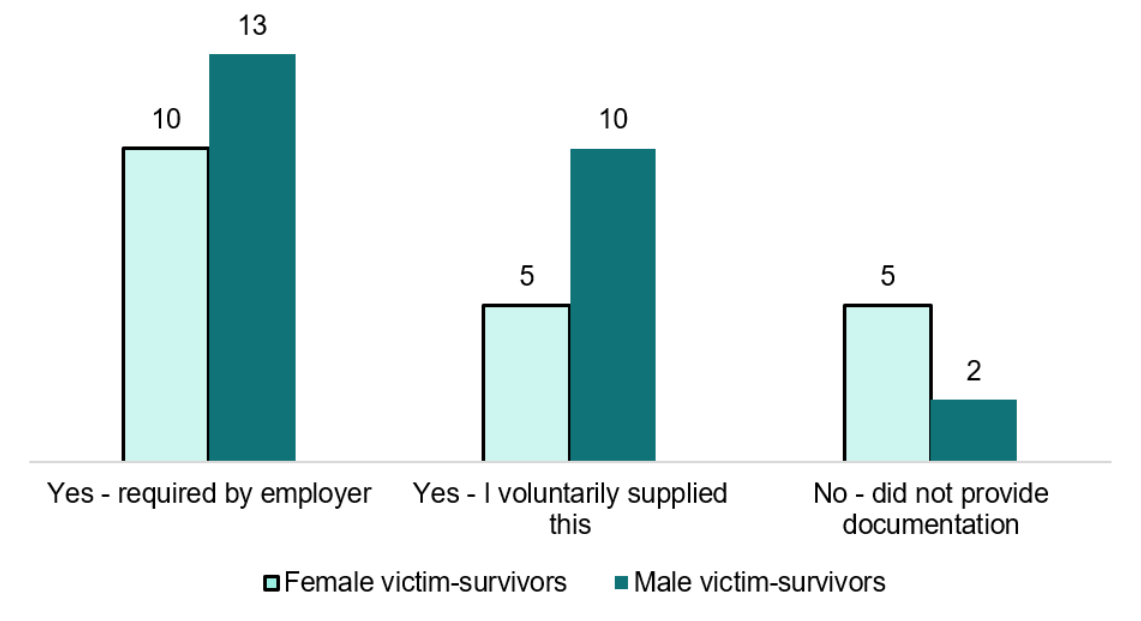 13
10
10
5
5
2
Yes - required by employer
Yes - I voluntarily supplied
this
No - did not provide
documentation
Female victim-survivors
Male victim-survivors